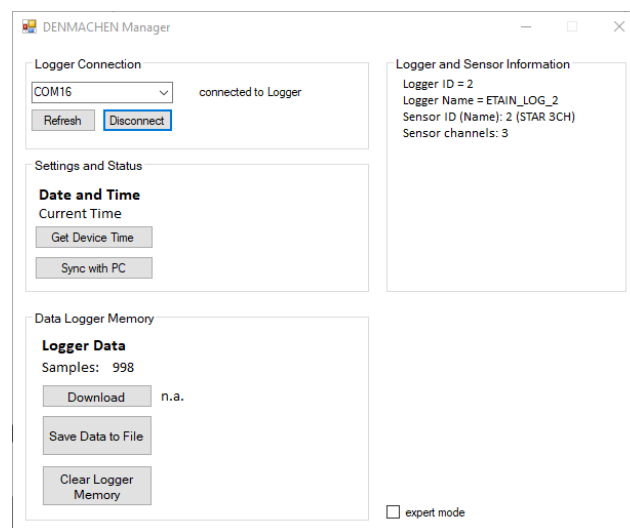 DENMACHEN Manager
Logger Connection
COM16
connected to Logger
Refresh
Disconnect
Logger and Sensor Information
Logger ID = 2
Logger Name = ETAIN_LOG_2
Sensor ID (Name): 2 (STAR 3CH)
Sensor channels: 3
Settings and Status
Date and Time
Current Time
Get Device Time
Sync with PC
Data Logger Memory
Logger Data
Samples: 998
Download
n.a.
Save Data to File
Clear Logger
Memory
expert mode